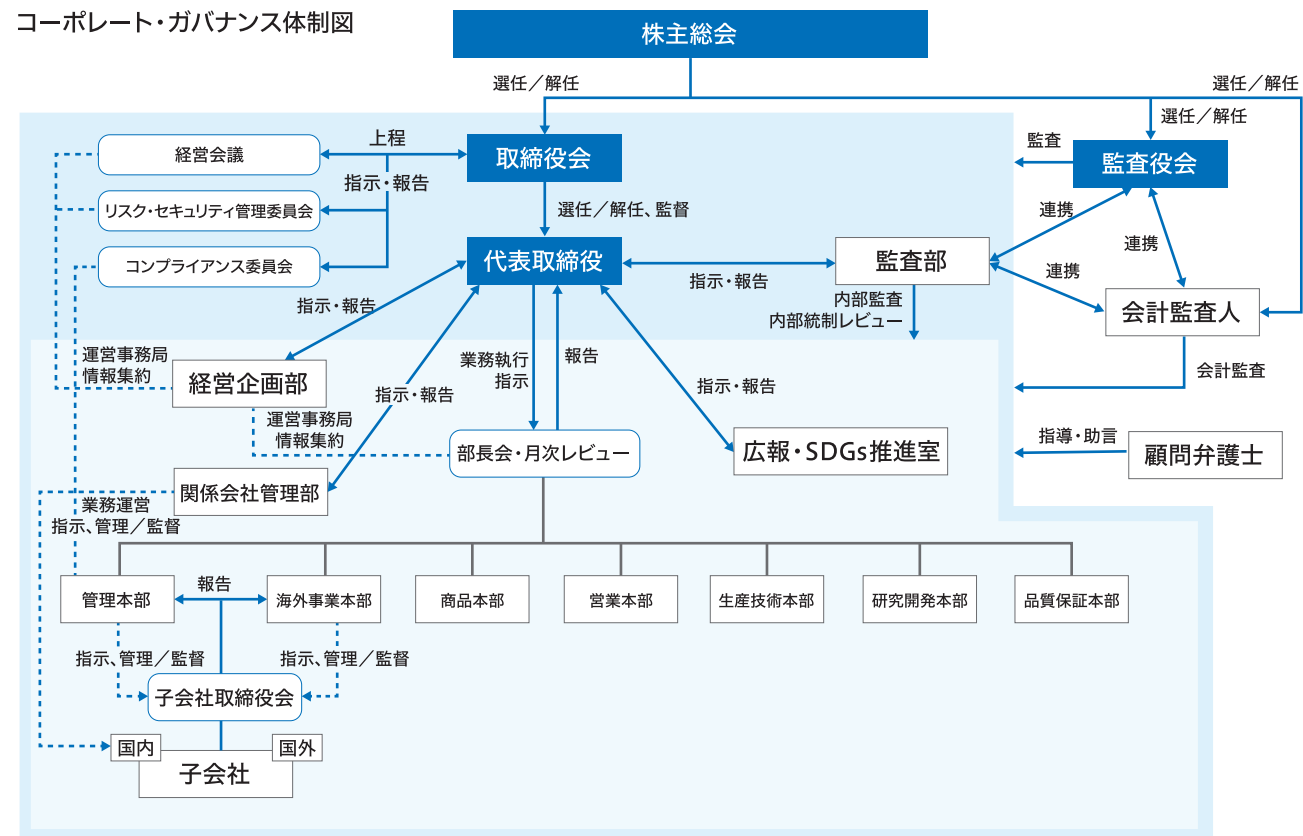 コーポレート・ガバナンス体制図
株主総会
選任／解任
選任／解任
選任／解任
経営会議
上程
取締役会
監査
監査役会
指示・報告
リスク・セキュリティ管理委員会
選任／解任、監督
連携
連携
コンプライアンス委員会
代表取締役
指示・報告
監査部
連携
指示・報告
内部監査
内部統制レビュー
会計監査人
運営事務局
情報集約
経営企画部
業務執行
指示
報告
会計監査
指示・報告
指示・報告
運営事務局
情報集約
部長会・月次レビュー
広報・SDGs推進室
指導・助言
顧問弁護士
関係会社管理部
業務運営
指示、管理／監督
管理本部
報告
海外事業本部
商品本部
営業本部
生産技術本部
研究開発本部
品質保証本部
指示、管理／監督
指示、管理／監督
子会社取締役会
国内
国外
子会社